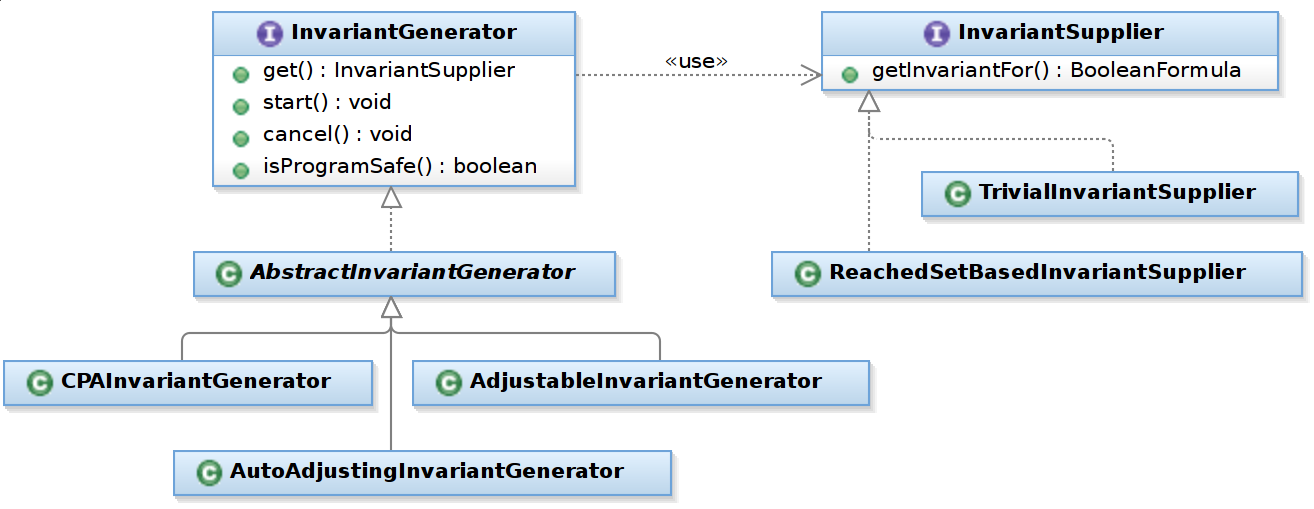 I InvariantGenerator
get() : InvariantSupplier
start() : void
cancel() : void
isProgramSafe() : boolean
«use»
I InvariantSupplier
getInvariantFor() : BooleanFormula
C TrivialInvariantSupplier
C AbstractInvariantGenerator
C ReachedSetBasedInvariantSupplier
C CPAInvariantGenerator
C AdjustableInvariantGenerator
C AutoAdjustingInvariantGenerator